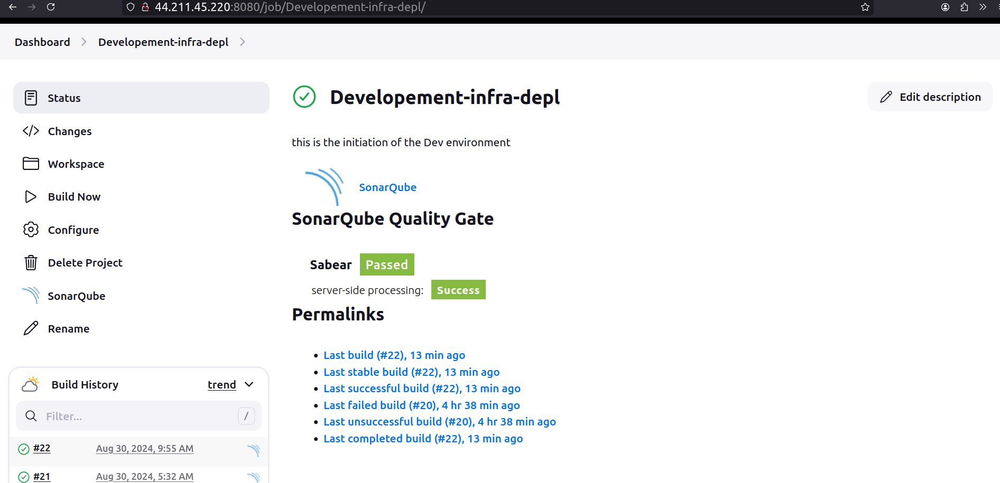 44.211.45.220:8080/job/Developement-infra-depl/
Dashboard
Developement-infra-depl
Status
Changes
Workspace
Build Now
Configure
Delete Project
SonarQube
Rename
Build History
trend
Filter...
/
#22
Aug 30, 2024, 9:55 AM
#21
Aug 30, 2024, 5:32 AM
Developement-infra-depl
Edit description
this is the initiation of the Dev environment
SonarQube
SonarQube Quality Gate
Sabear Passed
server-side processing: Success
Permalinks
Last build (#22), 13 min ago
Last stable build (#22), 13 min ago
Last successful build (#22), 13 min ago
Last failed build (#20), 4 hr 38 min ago
Last unsuccessful build (#20), 4 hr 38 min ago
Last completed build (#22), 13 min ago